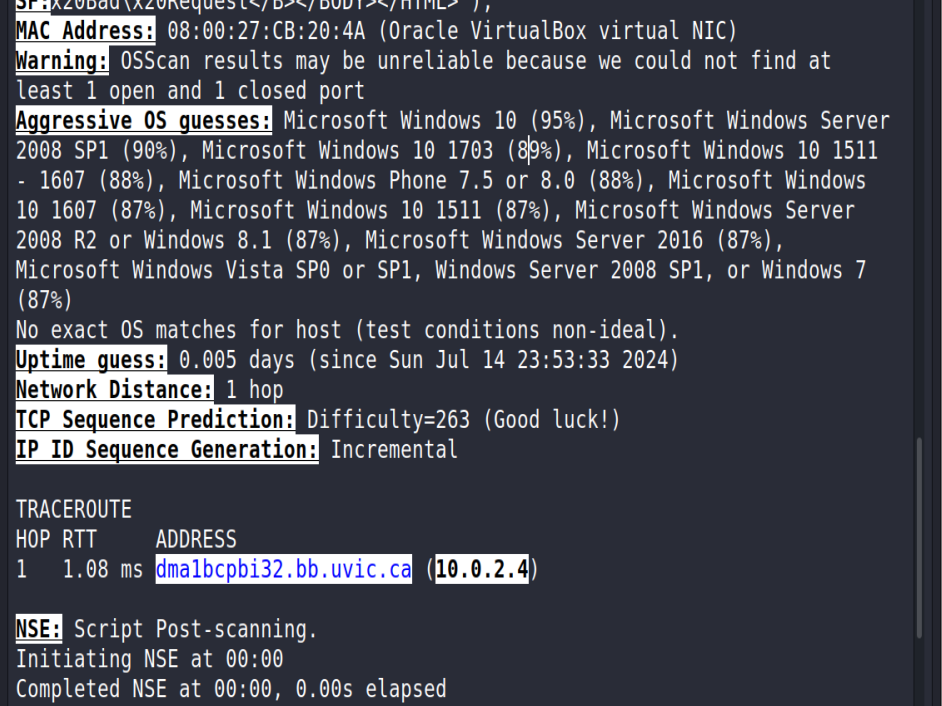 SF:x20Bad\x20Request</B></BODY></HTML>");
MAC Address: 08:00:27:CB:20:4A (Oracle VirtualBox virtual NIC)
Warning: OSScan results may be unreliable because we could not find at
least 1 open and 1 closed port
Aggressive OS guesses: Microsoft Windows 10 (95%), Microsoft Windows Server
2008 SP1 (90%), Microsoft Windows 10 1703 (89%), Microsoft Windows 10 1511
- 1607 (88%), Microsoft Windows Phone 7.5 or 8.0 (88%), Microsoft Windows
10 1607 (87%), Microsoft Windows 10 1511 (87%), Microsoft Windows Server
2008 R2 or Windows 8.1 (87%), Microsoft Windows Server 2016 (87%),
Microsoft Windows Vista SP0 or SP1, Windows Server 2008 SP1, or Windows 7
(87%)
No exact OS matches for host (test conditions non-ideal).
Uptime guess: 0.005 days (since Sun Jul 14 23:53:33 2024)
Network Distance: 1 hop
TCP Sequence Prediction: Difficulty=263 (Good luck!)
IP ID Sequence Generation: Incremental
TRACEROUTE
HOP RTT ADDRESS
1 1.08 ms dma1bcpbi32.bb.uvic.ca (10.0.2.4)
NSE: Script Post-scanning.
Initiating NSE at 00:00
Completed NSE at 00:00, 0.00s elapsed